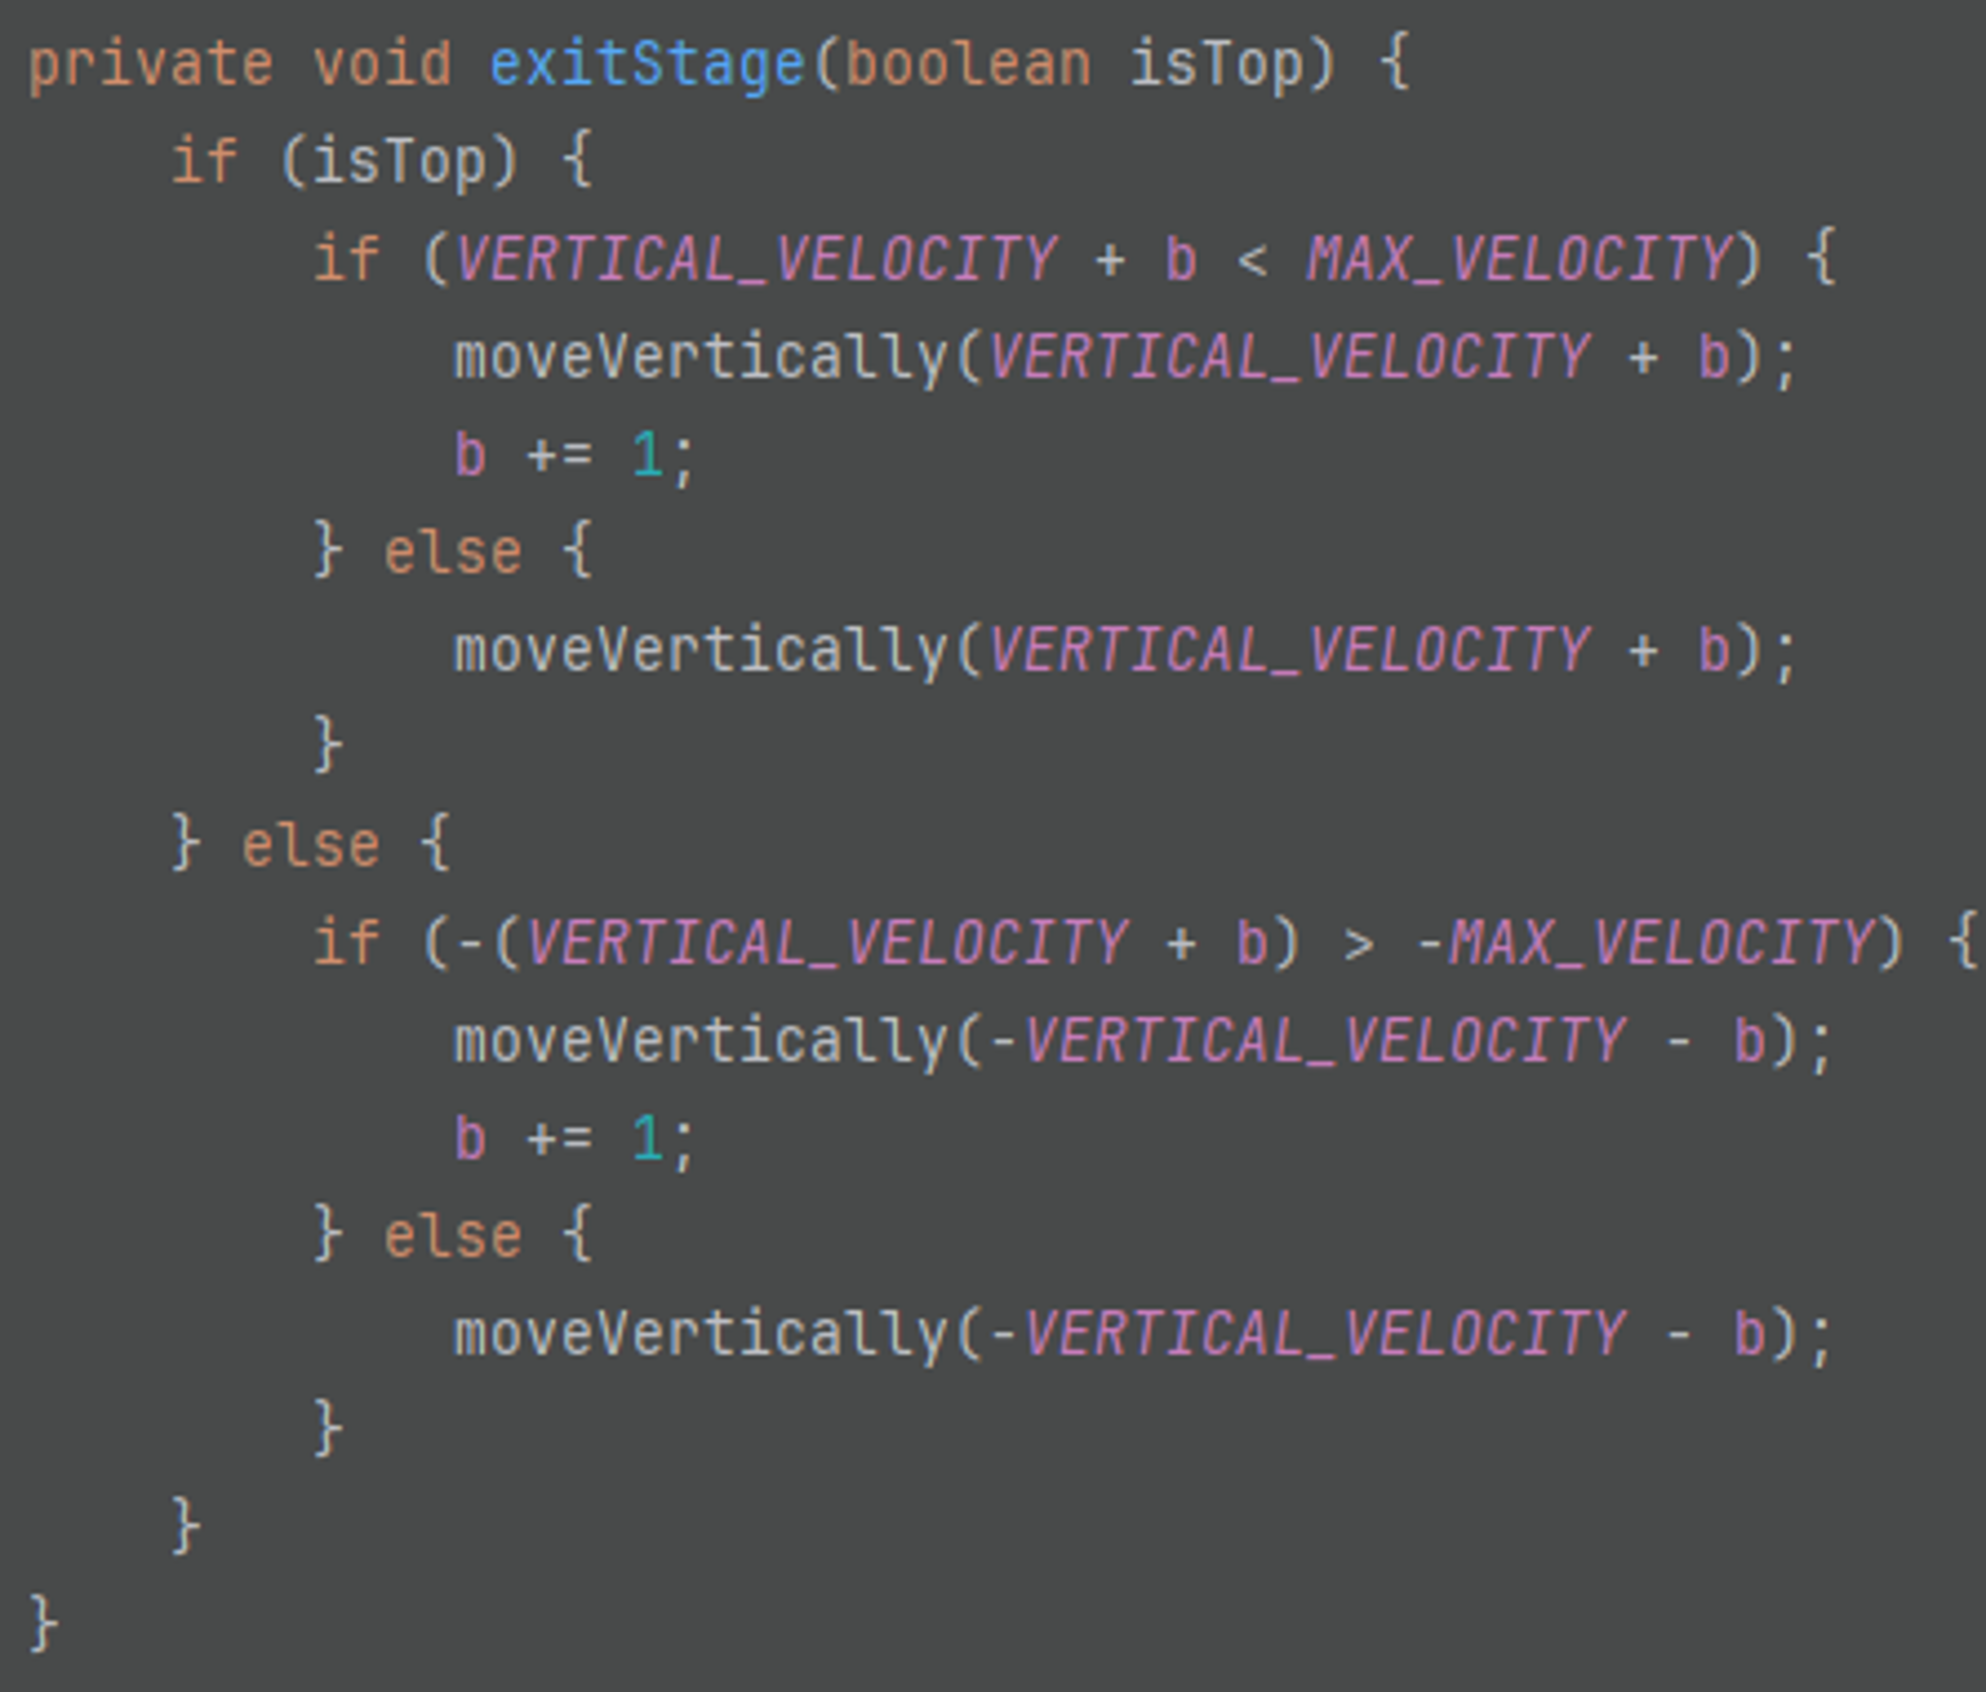 private void exitStage(boolean isTop) {
    if (isTop) {
        if (VERTICAL_VELOCITY + b < MAX_VELOCITY) {
            moveVertically(VERTICAL_VELOCITY + b);
            b += 1;
        } else {
            moveVertically(VERTICAL_VELOCITY + b);
        }
    } else {
        if (-(VERTICAL_VELOCITY + b) > -MAX_VELOCITY) {
            moveVertically(-VERTICAL_VELOCITY - b);
            b += 1;
        } else {
            moveVertically(-VERTICAL_VELOCITY - b);
        }
    }
}